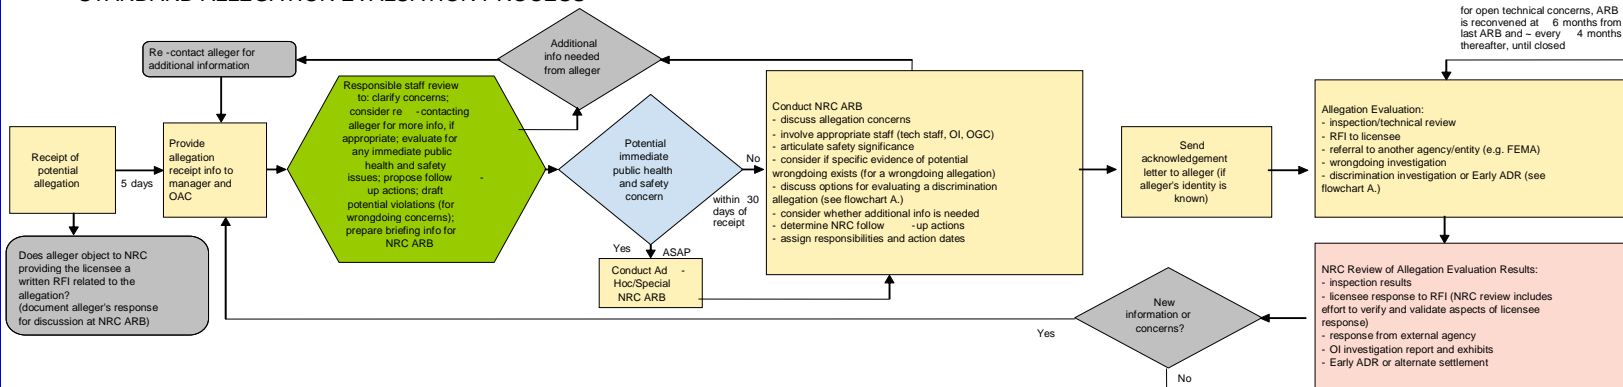 STANDARD ALLEGATION EVALUATION PROCESS
for open technical concerns, ARB
is reconvened at 6 months from
last ARB and ~ every 4 months
thereafter, until closed
Re -contact alleger for
additional information
Additional
info needed
from alleger
Responsible staff review
to: clarify concerns;
consider re -contacting
alleger for more info, if
appropriate; evaluate for
any immediate public
health and safety
issues; propose follow -
up actions; draft
potential violations (for
wrongdoing concerns);
prepare briefing info for
NRC ARB
Receipt of
potential
allegation
5 days
Provide
allegation
receipt info to
manager and
OAC
Potential
immediate
public health
and safety
concern
No
within 30
days of
receipt
Yes
ASAP
Conduct Ad -
Hoc/Special
NRC ARB
Conduct NRC ARB
- discuss allegation concerns
- involve appropriate staff (tech staff, OI, OGC)
- articulate safety significance
- consider if specific evidence of potential
wrongdoing exists (for a wrongdoing allegation)
- discuss options for evaluating a discrimination
allegation (see flowchart A.)
- consider whether additional info is needed
- determine NRC follow -up actions
- assign responsibilities and action dates
Send
acknowledgement
letter to alleger (if
alleger's identity is
known)
Allegation Evaluation:
- inspection/technical review
- RFI to licensee
- referral to another agency/entity (e.g. FEMA)
- wrongdoing investigation
- discrimination investigation or Early ADR (see
flowchart A.)
Does alleger object to NRC
providing the licensee a
written RFI related to the
allegation?
(document alleger's response
for discussion at NRC ARB)
New
information or
concerns?
Yes
No
NRC Review of Allegation Evaluation Results:
- inspection results
- licensee response to RFI (NRC review includes
effort to verify and validate aspects of licensee
response)
- response from external agency
- OI investigation report and exhibits
- Early ADR or alternate settlement